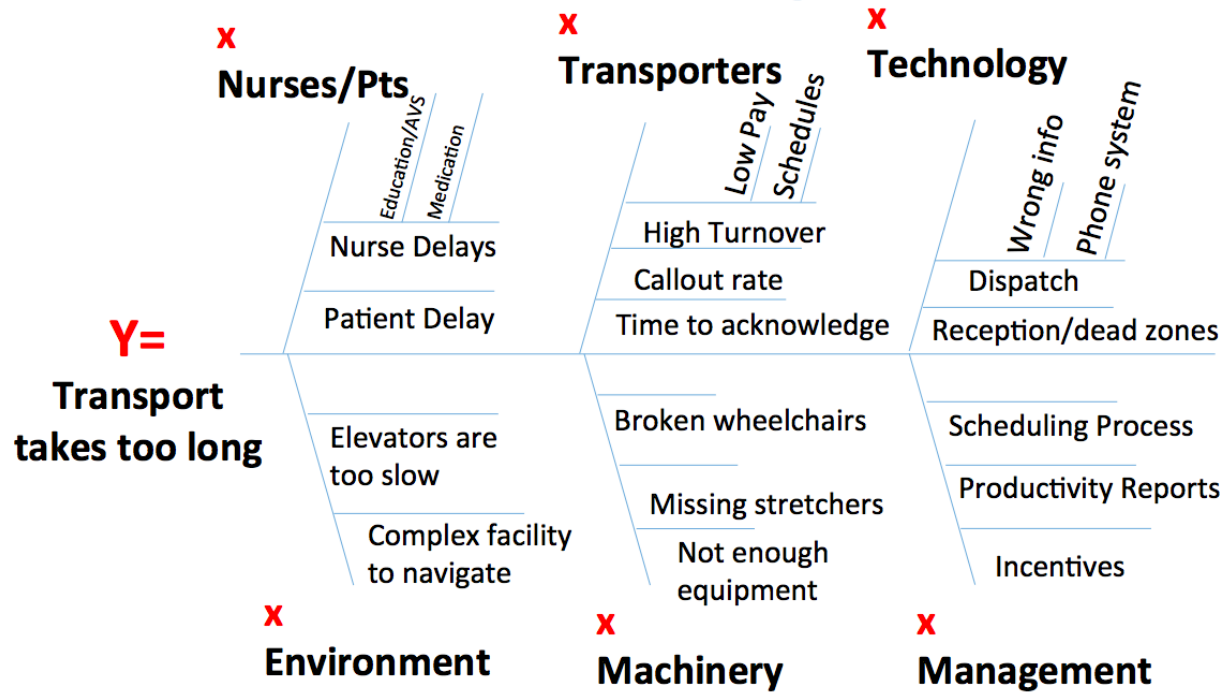 x
Nurses/Pts
Education/AVS
Medication
Nurse Delays
Patient Delay
x
Transporters
Low Pay
Schedules
High Turnover
Callout rate
Time to acknowledge
x
Technology
Wrong info
Phone system
Dispatch
Reception/dead zones
Y=
Transport
takes too long
Elevators are
too slow
Complex facility
to navigate
x
Environment
Broken wheelchairs
Missing stretchers
Not enough
equipment
x
Machinery
Scheduling Process
Productivity Reports
Incentives
x
Management